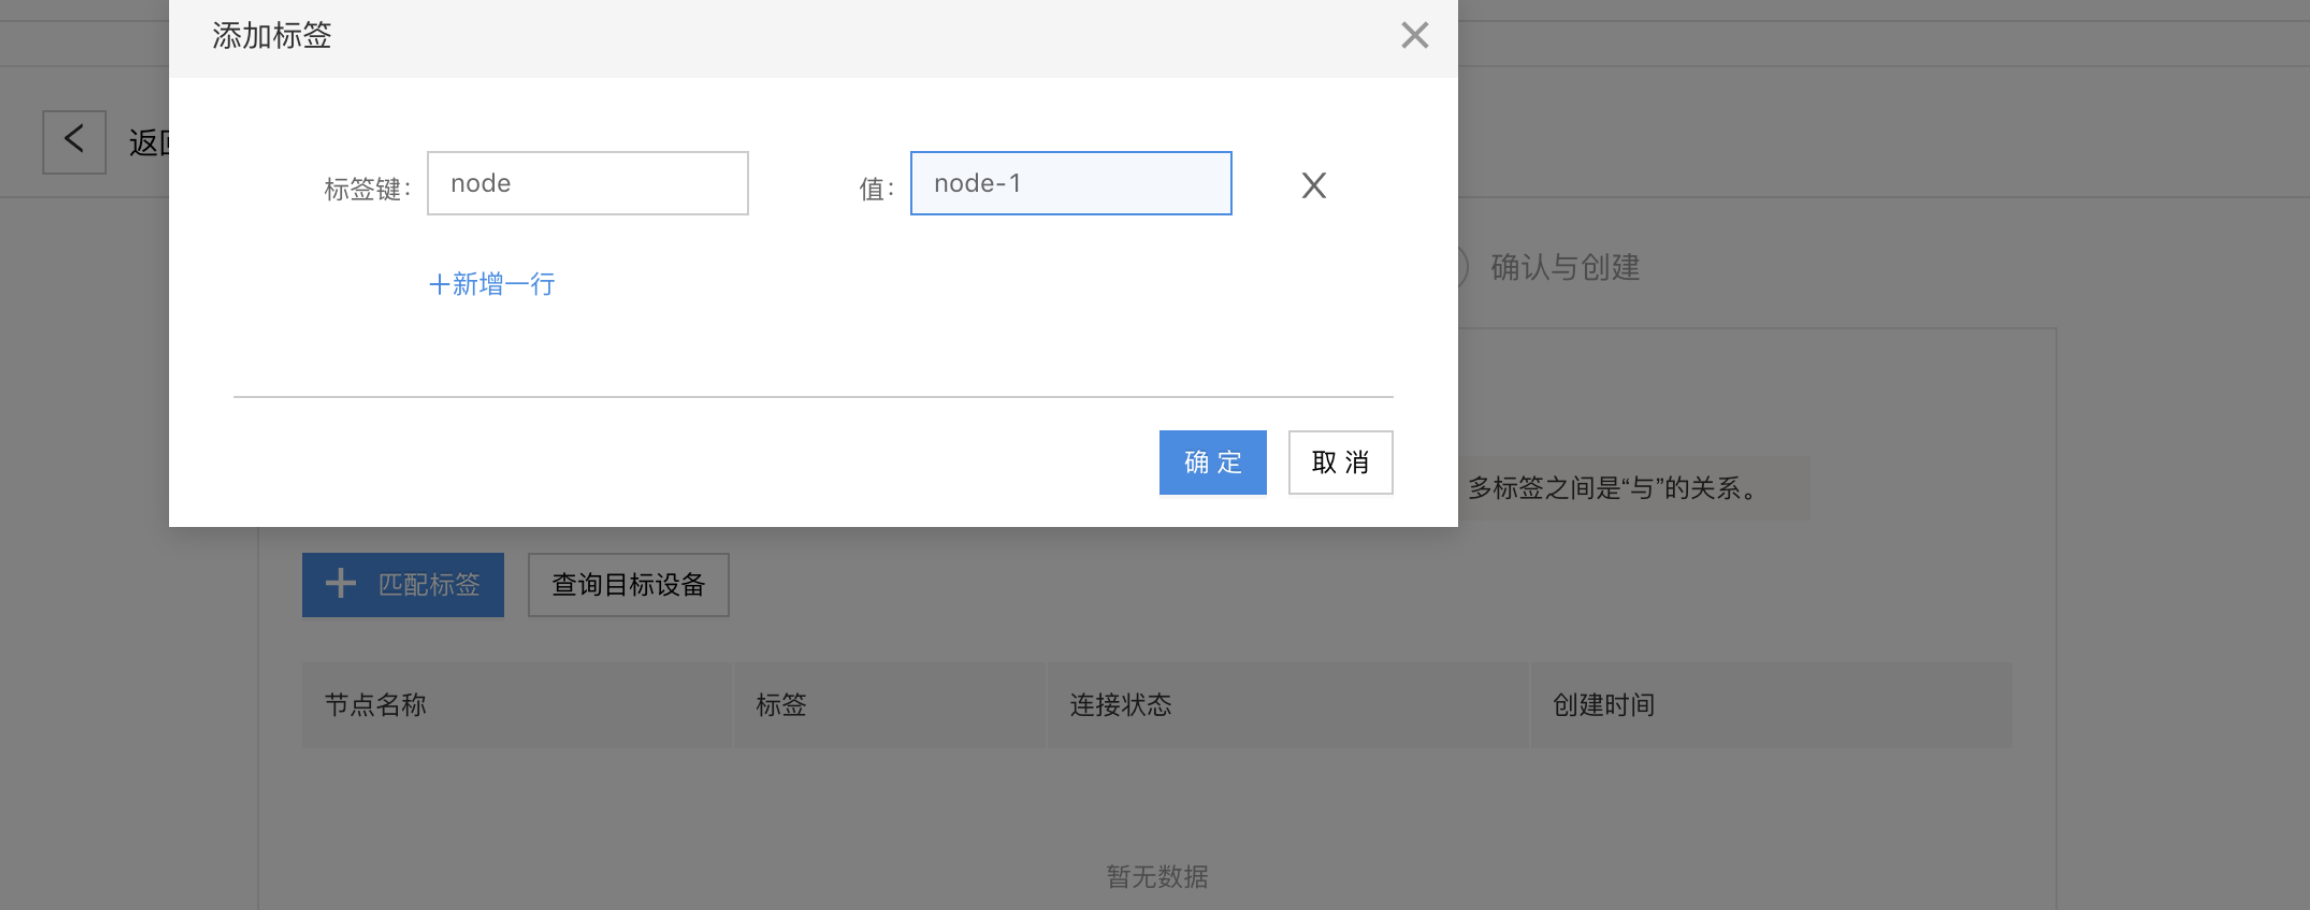 添加标签
返回
标签键：
node
值：
node-1
+新增一行
确认与创建
确 定
取 消
多标签之间是“与”的关系。
匹配标签
查询目标设备
节点名称
标签
连接状态
创建时间
暂无数据